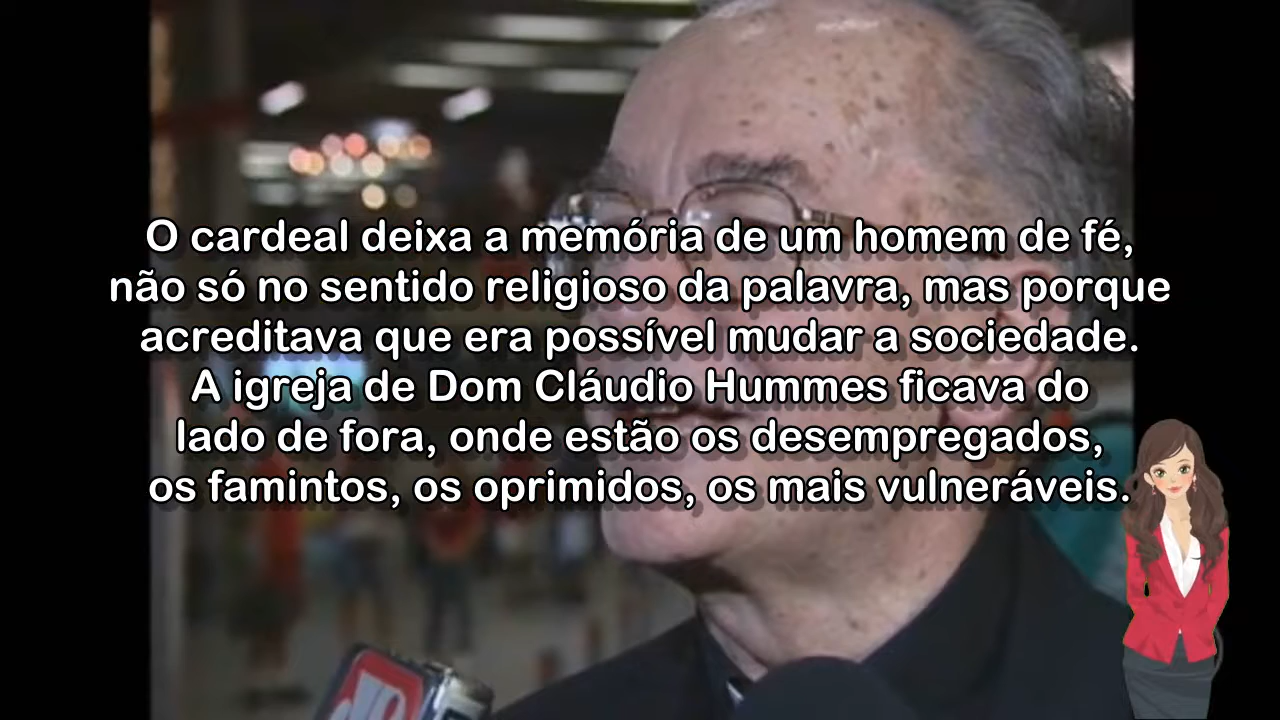 O cardeal deixa a memória de um homem de fé,
não só no sentido religioso da palavra, mas porque
acreditava que era possível mudar a sociedade.
A igreja de Dom Cláudio Hummes ficava do
lado de fora, onde estão os desempregados,
os famintos, os oprimidos, os mais vulneráveis.